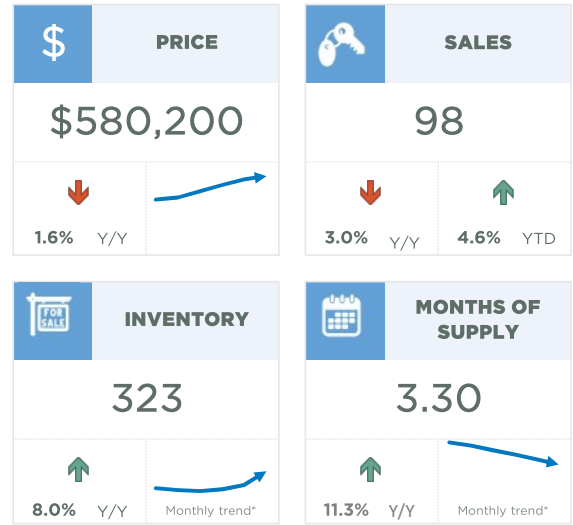 $
PRICE
$580,200
1.6% Y/Y
SALES
98
3.0% Y/Y
4.6% YTD
FOR
SALE
INVENTORY
323
8.0% Y/Y
Monthly trend*
MONTHS OF
SUPPLY
3.30
11.3% Y/Y
Monthly trend*